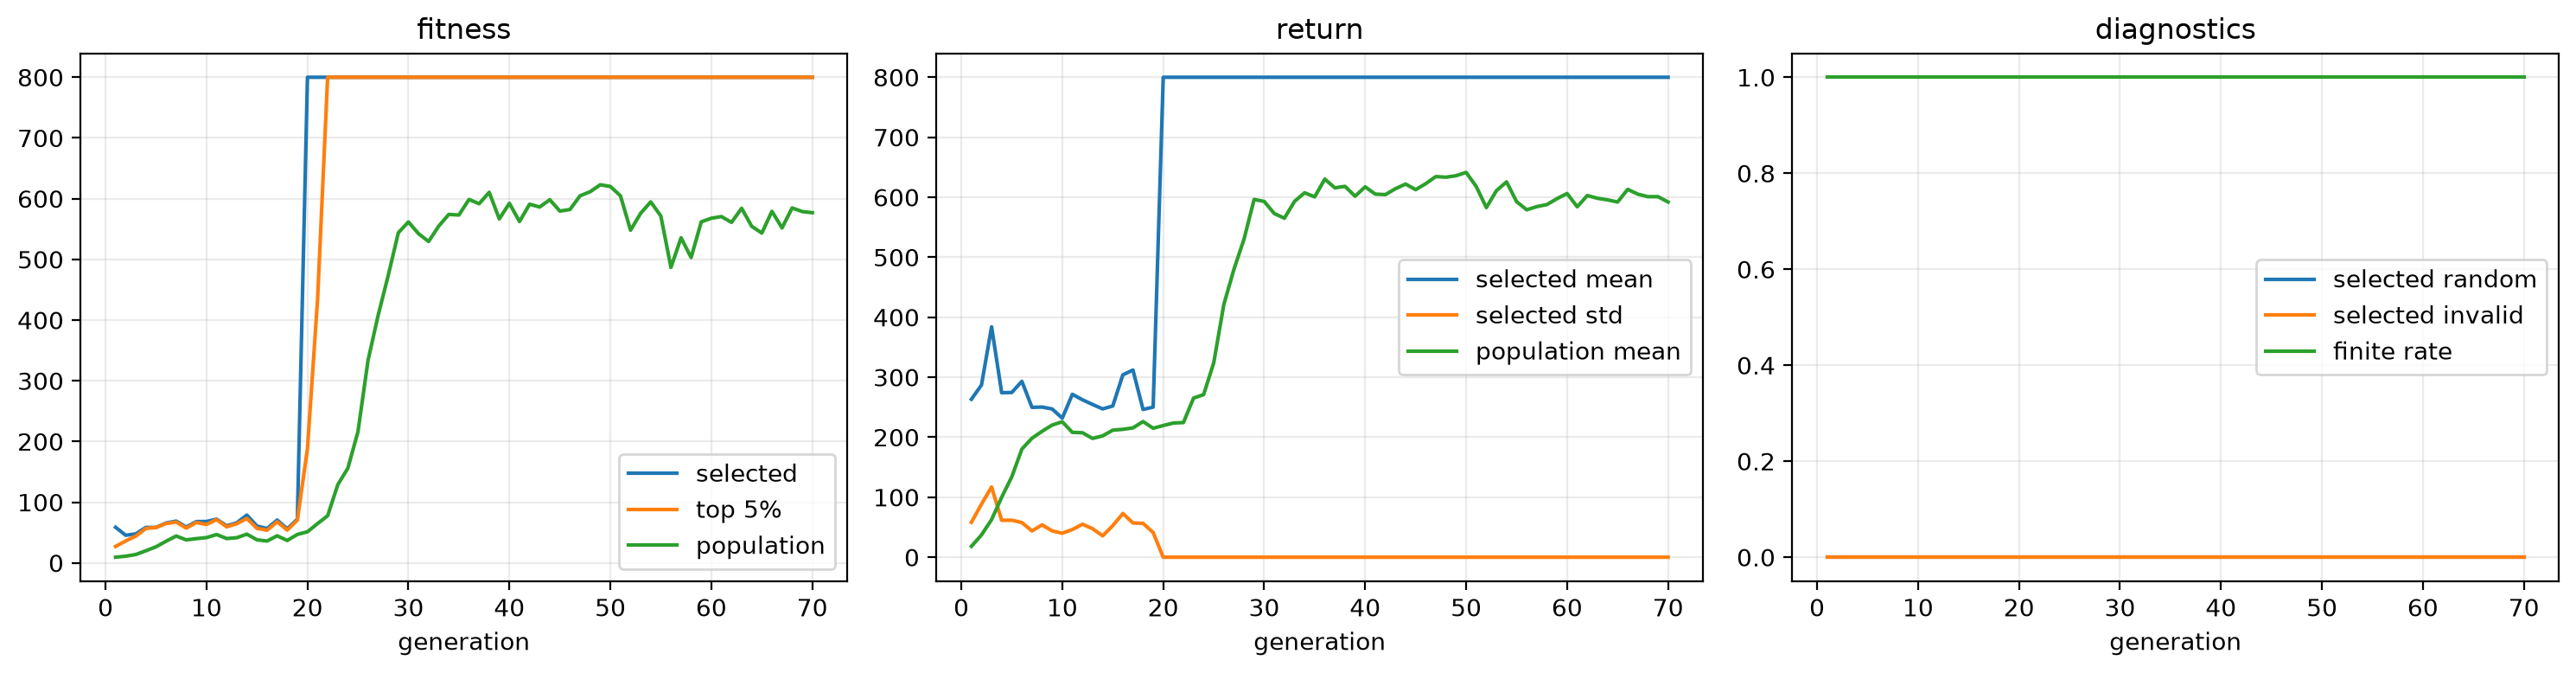 fitness
800
700
600
500
400
300
200
100
0
selected
top 5%
population
0 10 20 30 40 50 60 70
generation
return
800
700
600
500
400
300
200
100
0
selected mean
selected std
population mean
0 10 20 30 40 50 60 70
generation
diagnostics
1.0
0.8
0.6
0.4
0.2
0.0
selected random
selected invalid
finite rate
0 10 20 30 40 50 60 70
generation